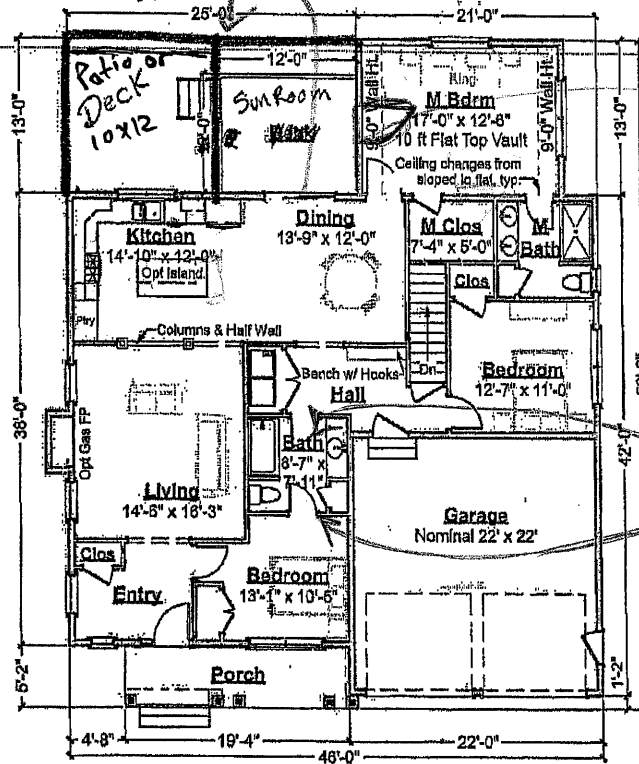 25'-0"
21'-0"
12'-0"
13'-0"
Patio or
Deck
10x12
SunRoom
9'-0" Wall Ht.
M Bdrm
17'-0" x 12'-8"
10 ft Flat Top Vault
Ceiling changes from
sloped to flat, typ.
King
9'-0" Wall Ht.
13'-0"
Kitchen
14'-10" x 12'-0"
Opt Island
Dining
13'-9" x 12'-0"
M Clos
7'-4" x 5'-0"
M
Bath
Clos
Ptry
Columns & Half Wall
Bench w/ Hooks
Hall
Dn
Bedroom
12'-7" x 11'-0"
38'-0"
Opt Gas FP
Bath
8'-7" x
7'-11"
42'-0"
Living
14'-6" x 16'-3"
Garage
Nominal 22' x 22'
Clos
Entry
Bedroom
13'-1" x 10'-6"
5'-2"
Porch
1'-2"
4'-8"
19'-4"
22'-0"
46'-0"